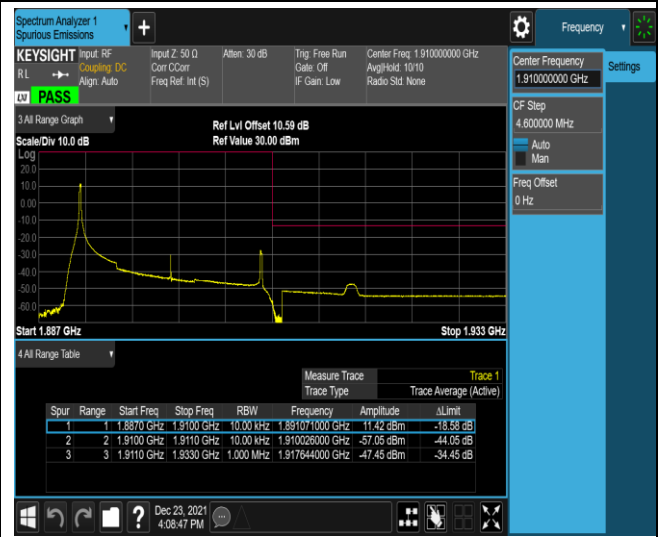 Spectrum Analyzer 1
Spurious Emissions
Frequency
KEYSIGHT
RL
Input: RF
Coupling: DC
Align: Auto
Input Z: 50 Ω
Corr CCorr
Freq Ref: Int (S)
Atten: 30 dB
Trig: Free Run
Gate: Off
IF Gain: Low
Center Freq: 1.910000000 GHz
Avg|Hold: 10/10
Radio Std: None
LXI PASS
3 All Range Graph
Scale/Div 10.0 dB
Ref Lvl Offset 10.59 dB
Ref Value 30.00 dBm
Log
20.0
10.0
0.00
-10.0
-20.0
-30.0
-40.0
-50.0
-60.0
Start 1.887 GHz
Stop 1.933 GHz
4 All Range Table
Measure Trace Trace 1
Trace Type Trace Average (Active)
Spur Range Start Freq Stop Freq RBW Frequency Amplitude ΔLimit
1 1 1.8870 GHz 1.9100 GHz 10.00 kHz 1.891071000 GHz 11.42 dBm -18.58 dB
2 2 1.9100 GHz 1.9110 GHz 10.00 kHz 1.910026000 GHz -57.05 dBm -44.05 dB
3 3 1.9110 GHz 1.9330 GHz 1.000 MHz 1.917644000 GHz -47.45 dBm -34.45 dB
?
Dec 23, 2021
4:08:47 PM
Center Frequency
1.910000000 GHz
Settings
CF Step
4.600000 MHz
Auto
Man
Freq Offset
0 Hz